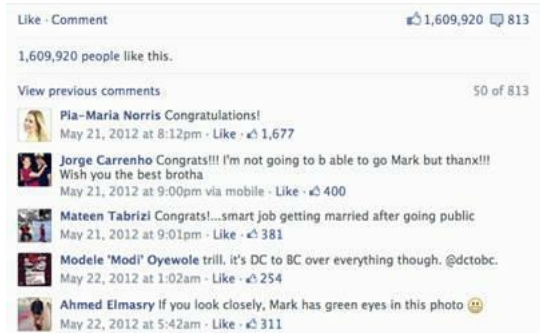 Like · Comment 1,609,920 813
1,609,920 people like this.
View previous comments 50 of 813
Pia-Maria Norris Congratulations!
May 21, 2012 at 8:12pm · Like · 1,677
Jorge Carrenho Congrats!!! I'm not going to b able to go Mark but thanx!!!
Wish you the best brotha
May 21, 2012 at 9:00pm via mobile · Like · 400
Mateen Tabrizi Congrats!...smart job getting married after going public
May 21, 2012 at 9:01pm · Like · 381
Modele 'Modi' Oyewole trill. it's DC to BC over everything though. @dctobc.
May 22, 2012 at 1:02am · Like · 254
Ahmed Elmasry If you look closely, Mark has green eyes in this photo
May 22, 2012 at 5:42am · Like · 311